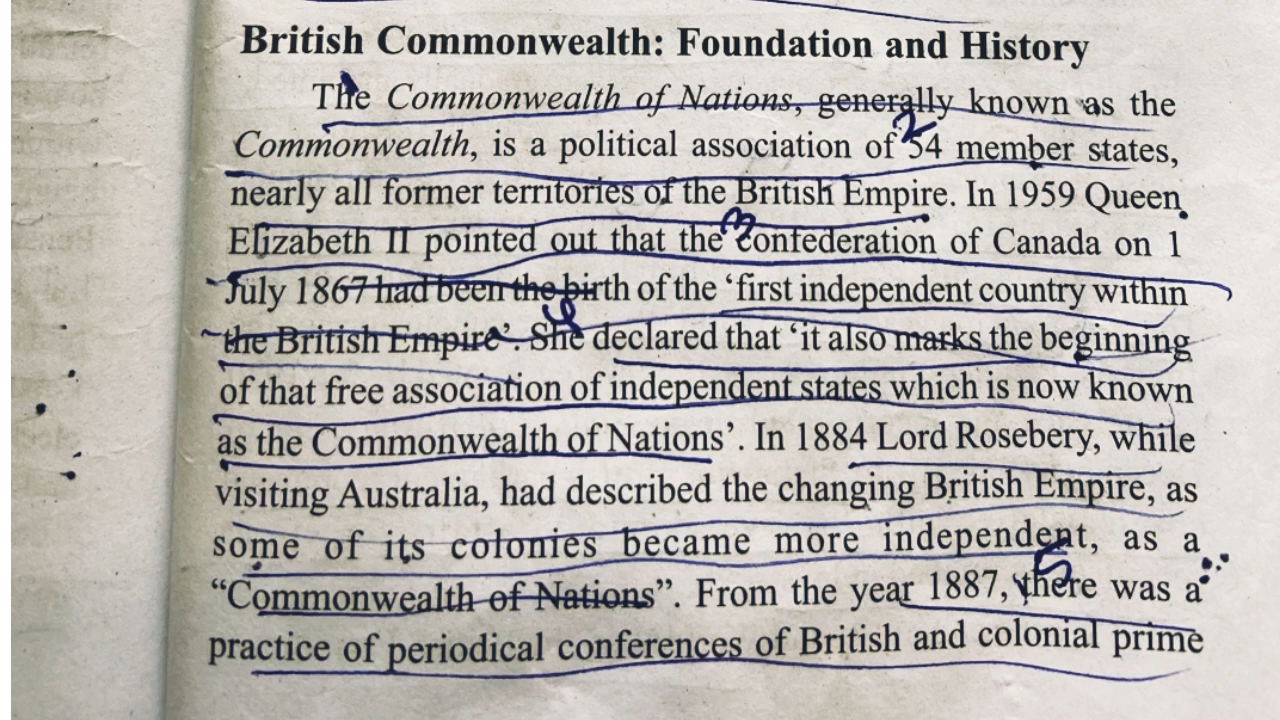 British Commonwealth: Foundation and History
The Commonwealth of Nations, generally known as the
Commonwealth, is a political association of 54 member states,
nearly all former territories of the British Empire. In 1959 Queen
Elizabeth II pointed out that the confederation of Canada on 1
July 1867 had been the birth of the ‘first independent country within
the British Empire’. She declared that ‘it also marks the beginning
of that free association of independent states which is now known
as the Commonwealth of Nations’. In 1884 Lord Rosebery, while
visiting Australia, had described the changing British Empire, as
some of its colonies became more independent, as a
“Commonwealth of Nations”. From the year 1887, there was a
practice of periodical conferences of British and colonial prime